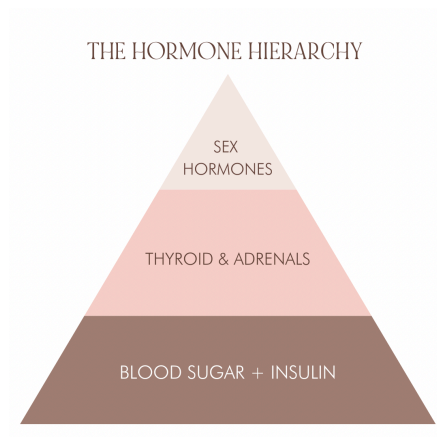 THE HORMONE HIERARCHY
SEX
HORMONES
THYROID & ADRENALS
BLOOD SUGAR + INSULIN